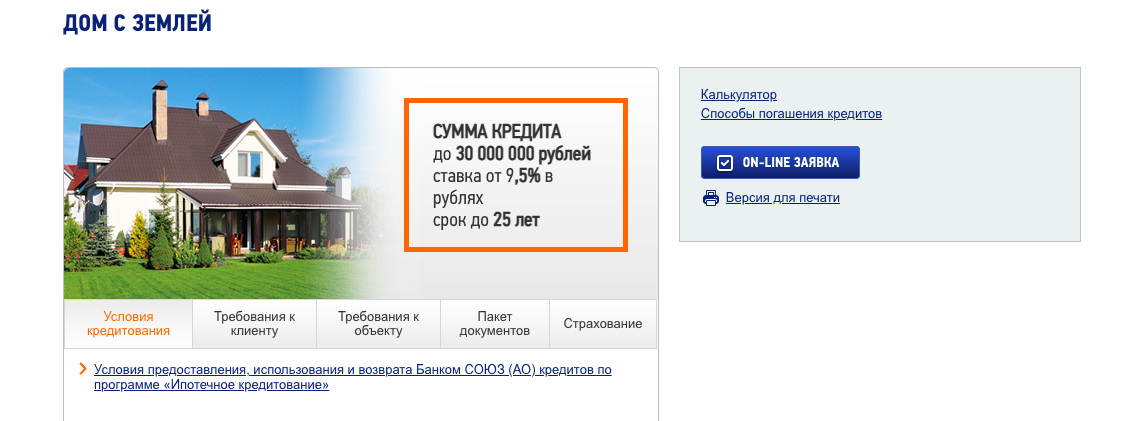 ДОМ С ЗЕМЛЕЙ
СУММА КРЕДИТА
до 30 000 000 рублей
ставка от 9,5% в
рублях
срок до 25 лет
Калькулятор
Способы погашения кредитов
ON-LINE ЗАЯВКА
Версия для печати
Условия
кредитования
Требования к
клиенту
Требования к
объекту
Пакет
документов
Страхование
Условия предоставления, использования и возврата Банком СОЮЗ (АО) кредитов по
программе «Ипотечное кредитование»